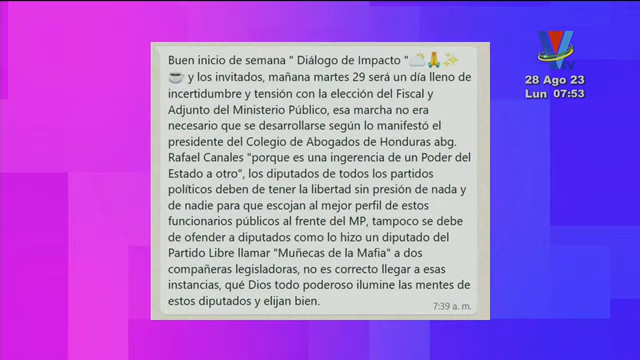 Buen inicio de semana " Diálogo de Impacto "🌥️🙏✨
☕ y los invitados, mañana martes 29 será un día lleno de
incertidumbre y tensión con la elección del Fiscal y
Adjunto del Ministerio Público, esa marcha no era
necesario que se desarrollarse según lo manifestó el
presidente del Colegio de Abogados de Honduras abg.
Rafael Canales "porque es una ingerencia de un Poder del
Estado a otro", los diputados de todos los partidos
políticos deben de tener la libertad sin presión de nada y
de nadie para que escojan al mejor perfil de estos
funcionarios públicos al frente del MP, tampoco se debe
de ofender a diputados como lo hizo un diputado del
Partido Libre llamar "Muñecas de la Mafia" a dos
compañeras legisladoras, no es correcto llegar a esas
instancias, qué Dios todo poderoso ilumine las mentes de
estos diputados y elijan bien.
7:39 a. m.
VTV
28 Ago 23
Lun 07:53